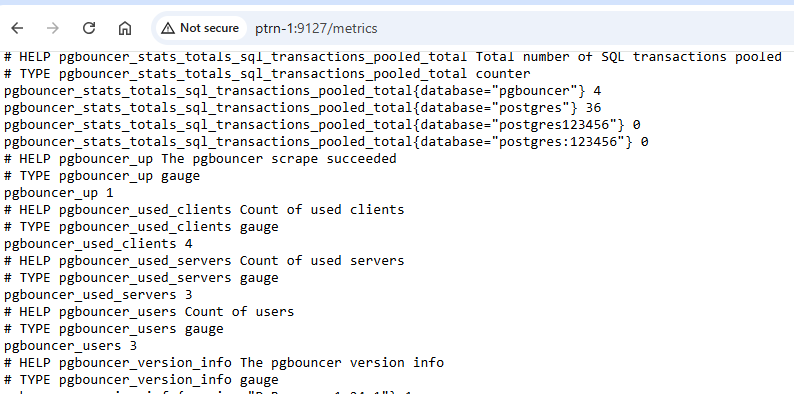 Not secure ptrn-1:9127/metrics
# HELP pgbouncer_stats_totals_sql_transactions_pooled_total Total number of SQL transactions pooled
# TYPE pgbouncer_stats_totals_sql_transactions_pooled_total counter
pgbouncer_stats_totals_sql_transactions_pooled_total{database="pgbouncer"} 4
pgbouncer_stats_totals_sql_transactions_pooled_total{database="postgres"} 36
pgbouncer_stats_totals_sql_transactions_pooled_total{database="postgres123456"} 0
pgbouncer_stats_totals_sql_transactions_pooled_total{database="postgres:123456"} 0
# HELP pgbouncer_up The pgbouncer scrape succeeded
# TYPE pgbouncer_up gauge
pgbouncer_up 1
# HELP pgbouncer_used_clients Count of used clients
# TYPE pgbouncer_used_clients gauge
pgbouncer_used_clients 4
# HELP pgbouncer_used_servers Count of used servers
# TYPE pgbouncer_used_servers gauge
pgbouncer_used_servers 3
# HELP pgbouncer_users Count of users
# TYPE pgbouncer_users gauge
pgbouncer_users 3
# HELP pgbouncer_version_info The pgbouncer version info
# TYPE pgbouncer_version_info gauge